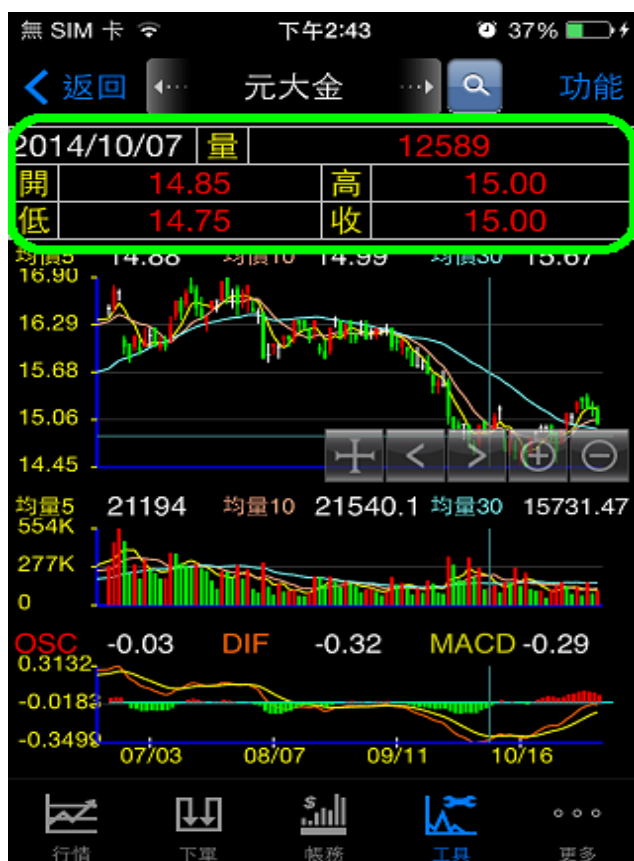 無 SIM 卡 下午2:43 37%
返回 元大金 功能
2014/10/07 量 12589
開 14.85 高 15.00
低 14.75 收 15.00
均價5 14.88 均價10 14.99 均價30 15.67
16.90
16.29
15.68
15.06
14.45
均量5 21194 均量10 21540.1 均量30 15731.47
554K
277K
0
OSC -0.03 DIF -0.32 MACD -0.29
0.3132
-0.0183
-0.3499
07/03 08/07 09/11 10/16
行情 下單 帳務 工具 更多